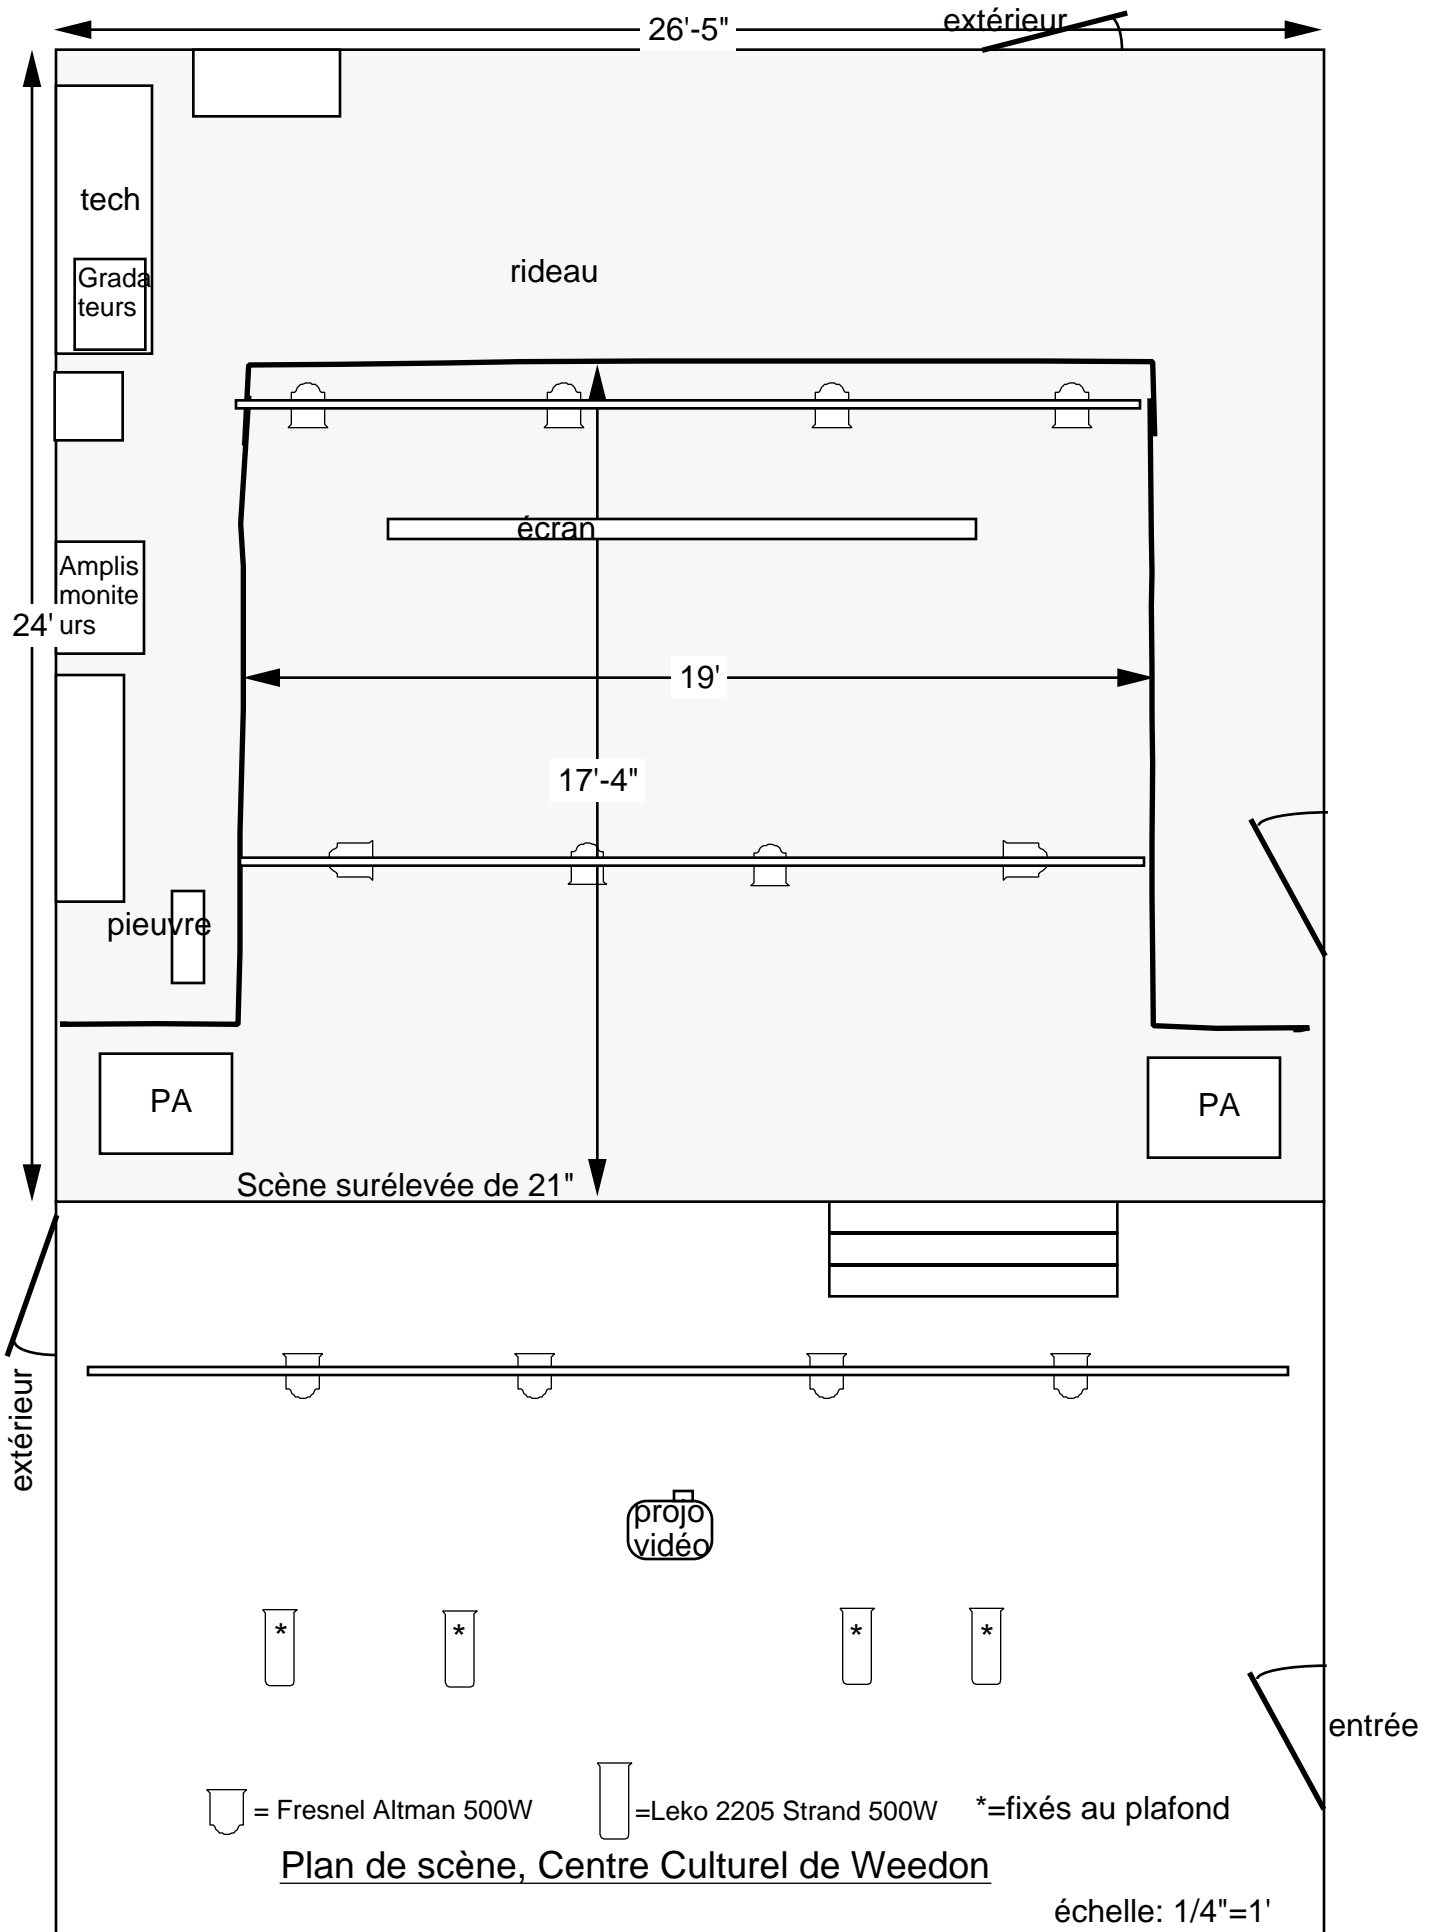 extérieur
26'-5"
tech
Grada
teurs
rideau
écran
Amplis
monite
urs
24'
19'
17'-4"
pieuvre
PA
PA
Scène surélevée de 21"
extérieur
projo
vidéo
*
*
*
*
entrée
= Fresnel Altman 500W
=Leko 2205 Strand 500W
*=fixés au plafond
Plan de scène, Centre Culturel de Weedon
échelle: 1/4"=1'